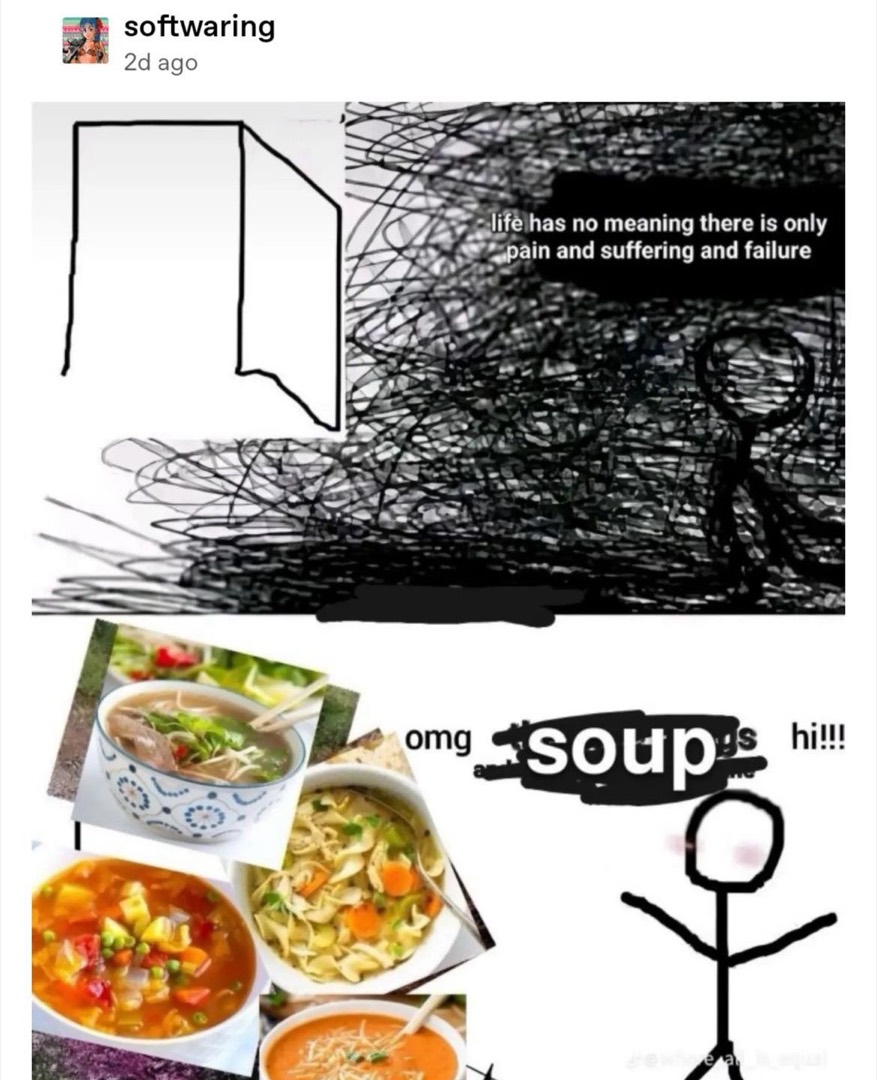 softwaring
2d ago
life has no meaning there is only
pain and suffering and failure
omg soup hi!!!